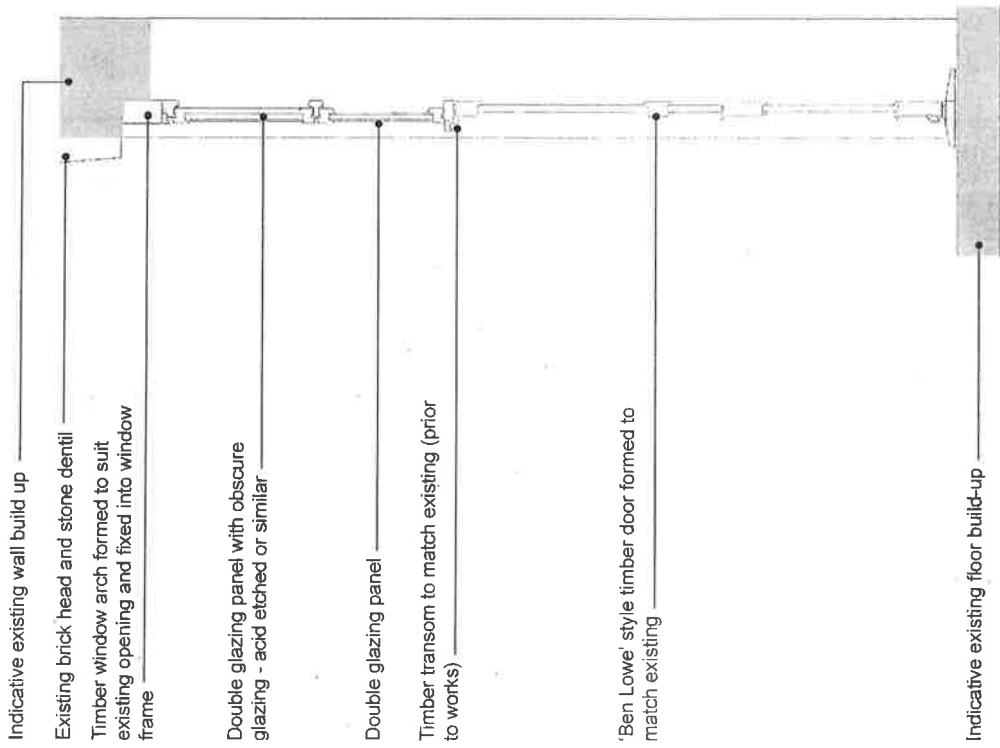 Indicative existing wall build up
Existing brick head and stone dentil
Timber window arch formed to suit
existing opening and fixed into window
frame
Double glazing panel with obscure
glazing - acid etched or similar
Double glazing panel
Timber transom to match existing (prior
to works)
'Ben Lowe' style timber door formed to
match existing
Indicative existing floor build-up